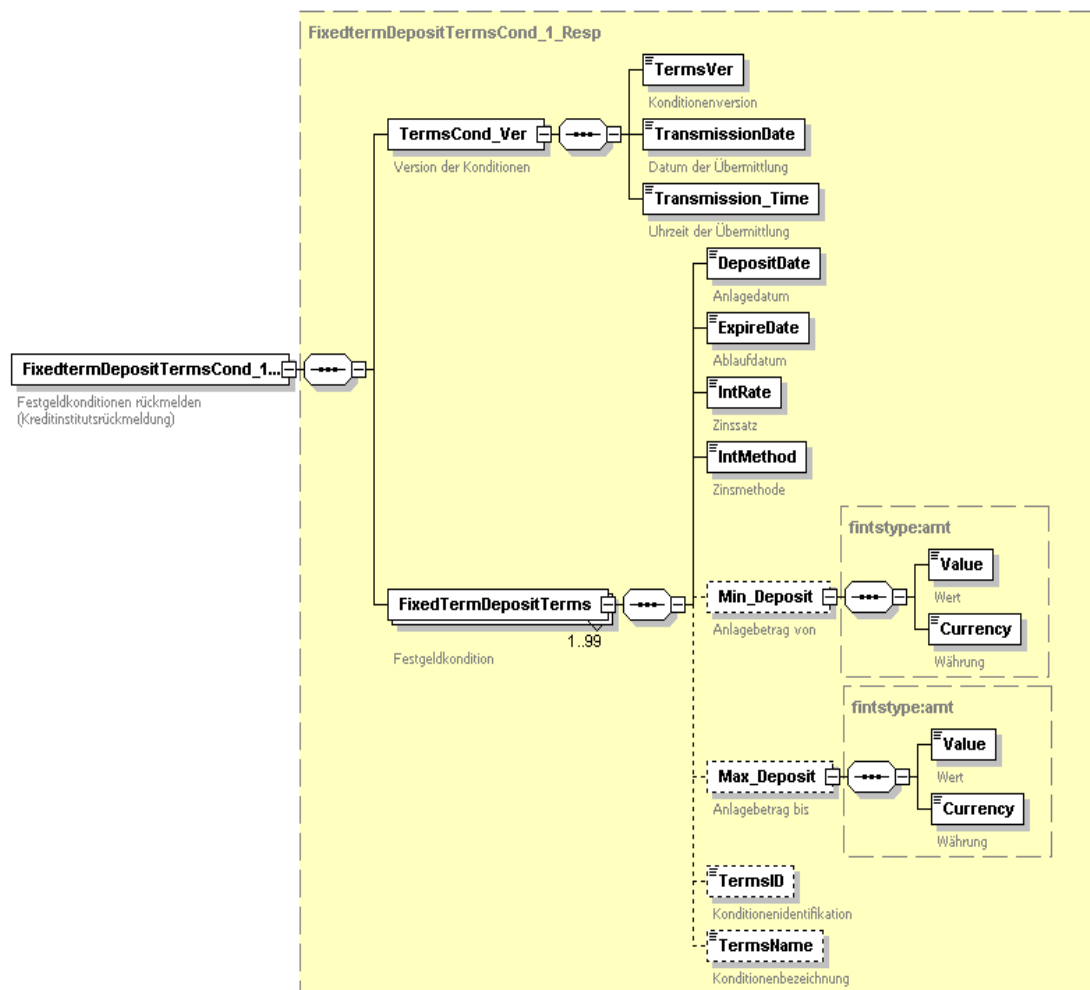 FixedtermDepositTermsCond_1_Resp
TermsVer
Konditionenversion
TermsCond_Ver
Version der Konditionen
TransmissionDate
Datum der Übermittlung
Transmission_Time
Uhrzeit der Übermittlung
DepositDate
Anlagedatum
ExpireDate
Ablaufdatum
FixedtermDepositTermsCond_1...
Festgeldkonditionen rückmelden
(Kreditinstitutsrückmeldung)
IntRate
Zinssatz
IntMethod
Zinsmethode
FixedTermDepositTerms
1..99
Festgeldkondition
Min_Deposit
Anlagebetrag von
fintstype:amt
Value
Wert
Currency
Währung
Max_Deposit
Anlagebetrag bis
fintstype:amt
Value
Wert
Currency
Währung
TermsID
Konditionenidentifikation
TermsName
Konditionenbezeichnung